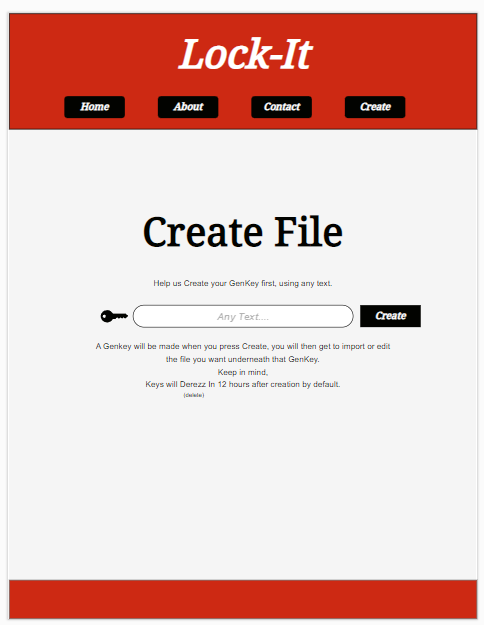 Lock-It
Home About Contact Create
Create File
Help us Create your GenKey first, using any text.
Any Text.... Create
A Genkey will be made when you press Create, you will then get to import or edit
the file you want underneath that GenKey.
Keep in mind,
Keys will Derezz In 12 hours after creation by default.
(delete)